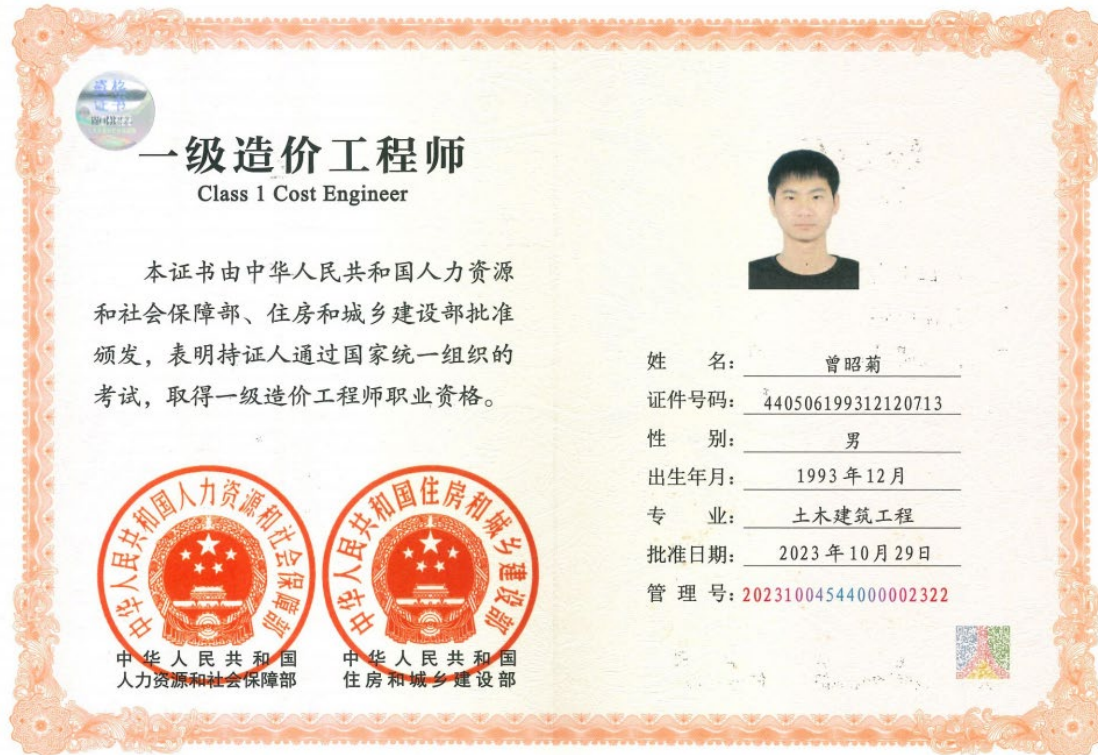 一级造价工程师
Class 1 Cost Engineer
本证书由中华人民共和国人力资源
和社会保障部、住房和城乡建设部批准
颁发，表明持证人通过国家统一组织的
考试，取得一级造价工程师职业资格。
中华人民共和国人力资源和社会保障部
中华人民共和国住房和城乡建设部
中华人民共和国
人力资源和社会保障部
中华人民共和国
住房和城乡建设部
姓名：曾昭菊
证件号码：440506199312120713
性别：男
出生年月：1993年12月
专业：土木建筑工程
批准日期：2023年10月29日
管理号：20231004544000002322